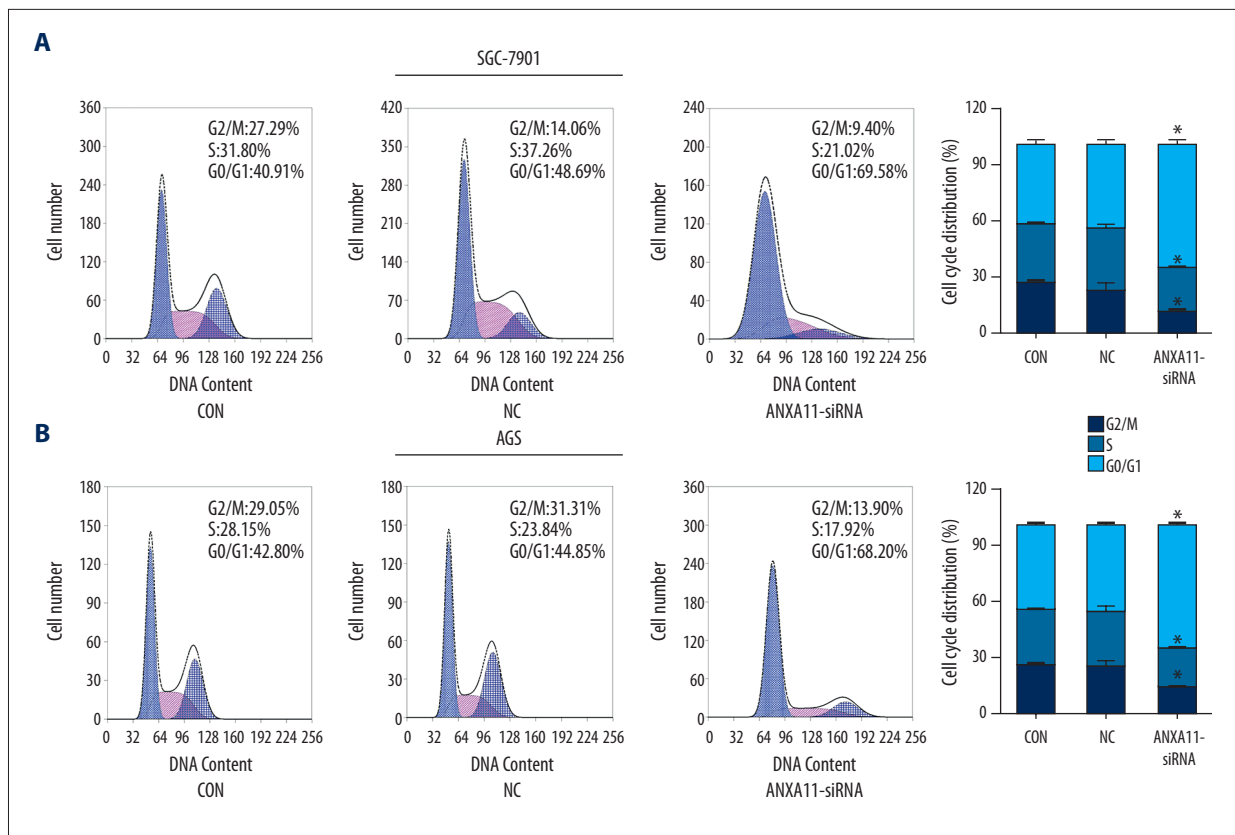 A
SGC-7901
360
300
240
180
120
60
0
G2/M:27.29%
S:31.80%
G0/G1:40.91%
Cell number
0 32 64 96 128 160 192 224 256
DNA Content
CON
420
350
280
210
140
70
0
G2/M:14.06%
S:37.26%
G0/G1:48.69%
Cell number
0 32 64 96 128 160 192 224 256
DNA Content
NC
240
200
160
120
80
40
0
G2/M:9.40%
S:21.02%
G0/G1:69.58%
Cell number
0 32 64 96 128 160 192 224 256
DNA Content
ANXA11-siRNA
120
90
60
30
0
Cell cycle distribution (%)
*
*
*
CON NC ANXA11-
siRNA
G2/M
S
G0/G1
B
AGS
180
150
120
90
60
30
0
G2/M:29.05%
S:28.15%
G0/G1:42.80%
Cell number
0 32 64 96 128 160 192 224 256
DNA Content
CON
180
150
120
90
60
30
0
G2/M:31.31%
S:23.84%
G0/G1:44.85%
Cell number
0 32 64 96 128 160 192 224 256
DNA Content
NC
360
300
240
180
120
60
0
G2/M:13.90%
S:17.92%
G0/G1:68.20%
Cell number
0 32 64 96 128 160 192 224 256
DNA Content
ANXA11-siRNA
120
90
60
30
0
Cell cycle distribution (%)
*
*
*
CON NC ANXA11-
siRNA